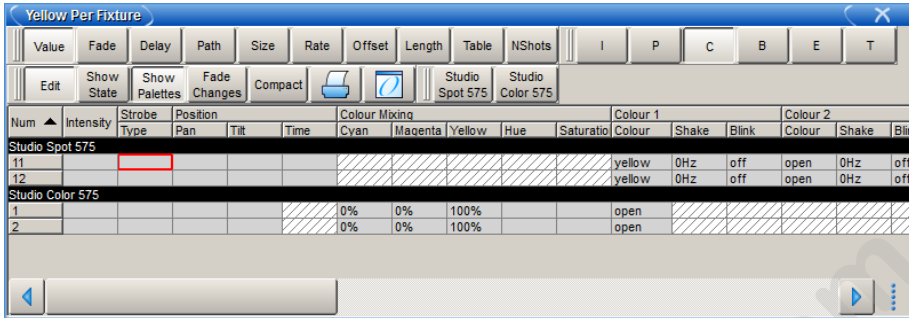 Yellow Per Fixture
Value Fade Delay Path Size Rate Offset Length Table NShots I P C B E T
Edit Show State Show Palettes Fade Changes Compact Studio Spot 575 Studio Color 575
Num Intensity Strobe Position Colour Mixing Colour 1 Colour 2
Type Pan Tilt Time Cyan Magenta Yellow Hue Saturatio Colour Shake Blink Colour Shake Bli
Studio Spot 575
11 yellow 0Hz off open 0Hz of
12 yellow 0Hz off open 0Hz of
Studio Color 575
1 0% 0% 100% open
2 0% 0% 100% open